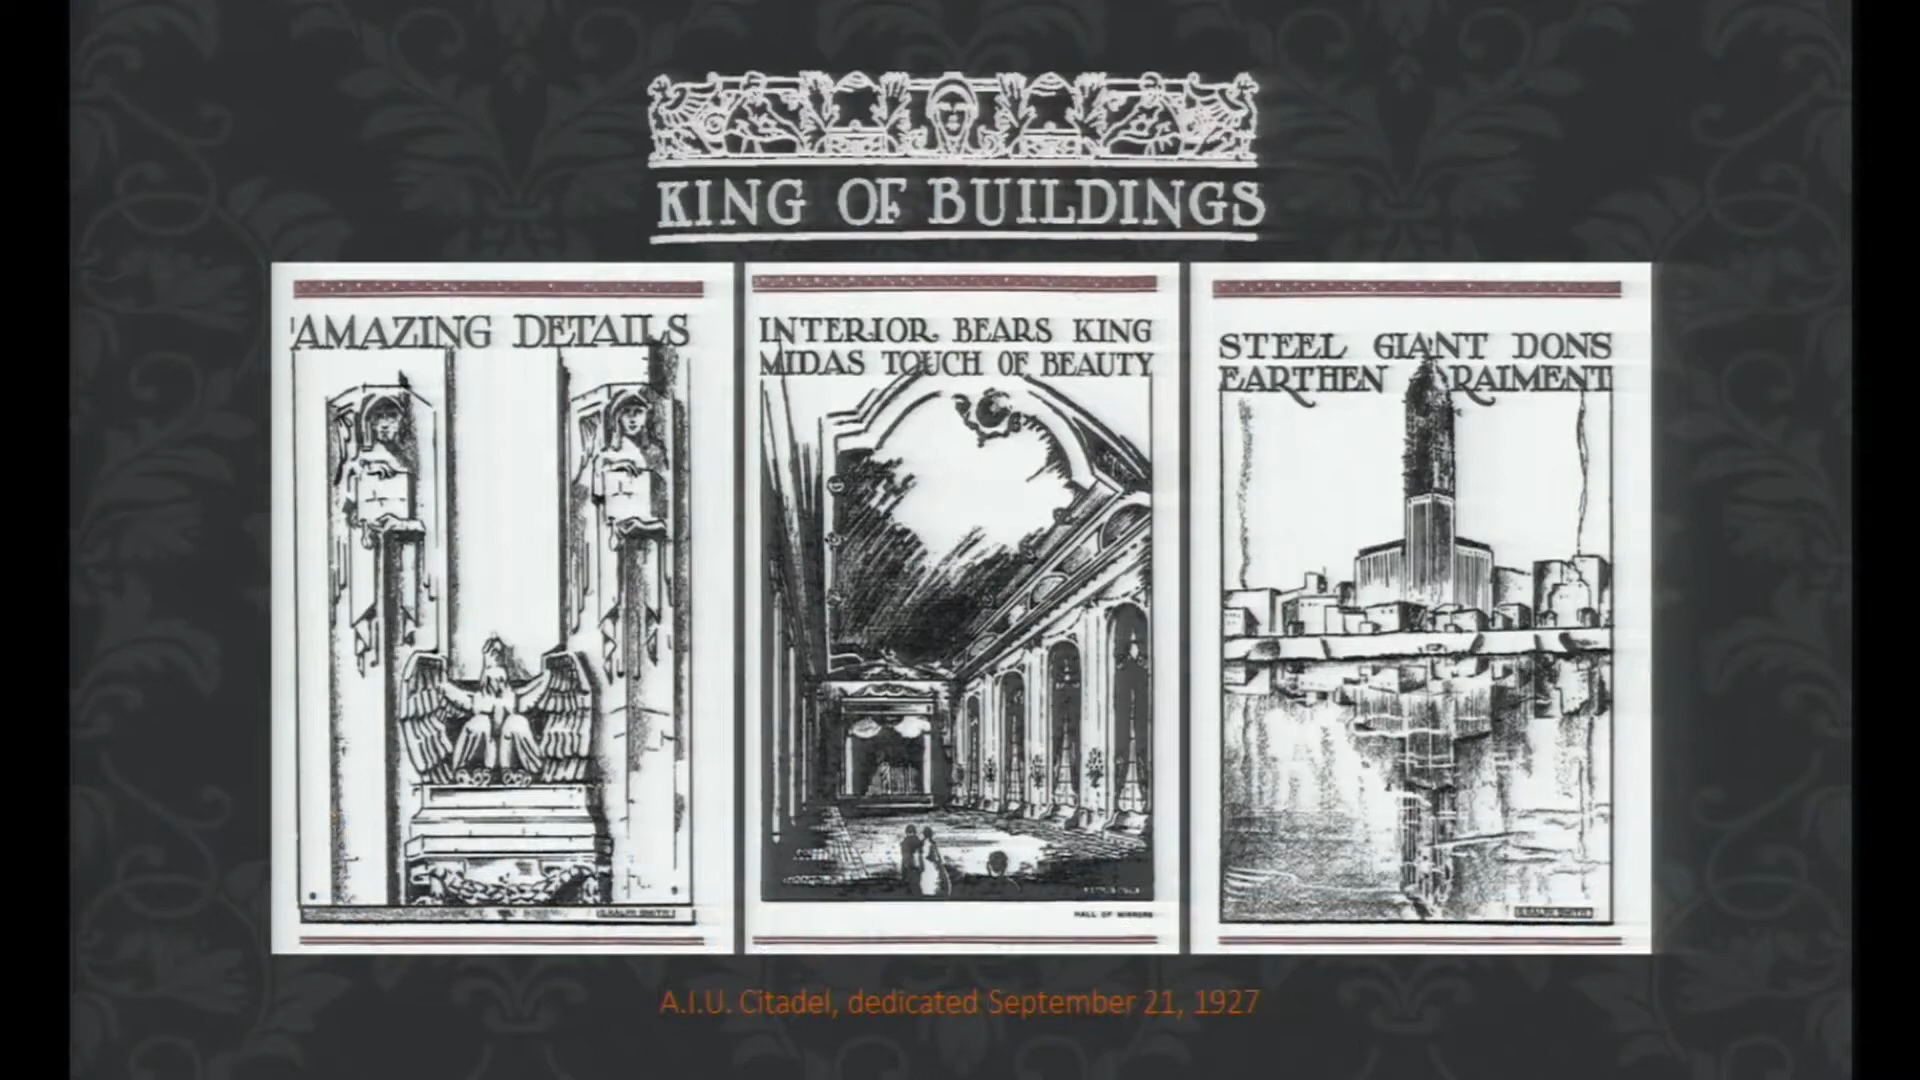 KING OF BUILDINGS
AMAZING DETAILS
INTERIOR BEARS KING
MIDAS TOUCH OF BEAUTY
HALL OF MIRRORS
STEEL GIANT DONS
EARTHEN RAIMENT
A.I.U. Citadel, dedicated September 21, 1927